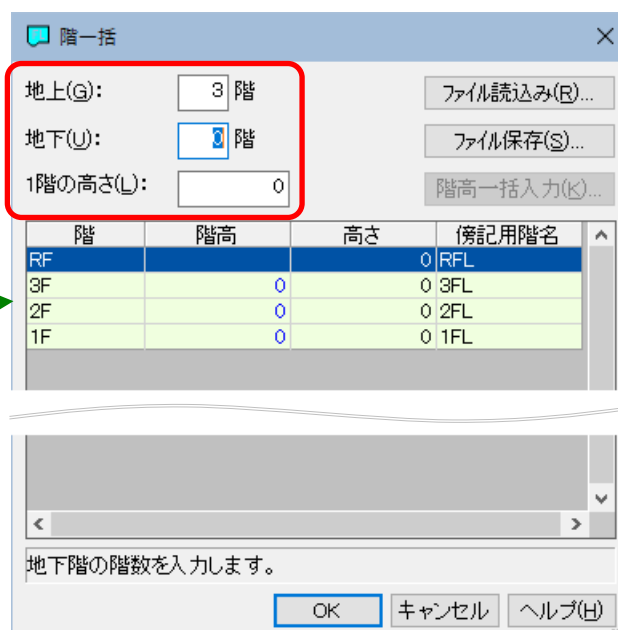 階一括
地上(G): 3 階 ファイル読込み(R)...
地下(U): 0 階 ファイル保存(S)...
1階の高さ(L): 0 階高一括入力(K)...
階 階高 高さ 傍記用階名
RF 0 RFL
3F 0 0 3FL
2F 0 0 2FL
1F 0 0 1FL
地下階の階数を入力します。
OK キャンセル ヘルプ(H)